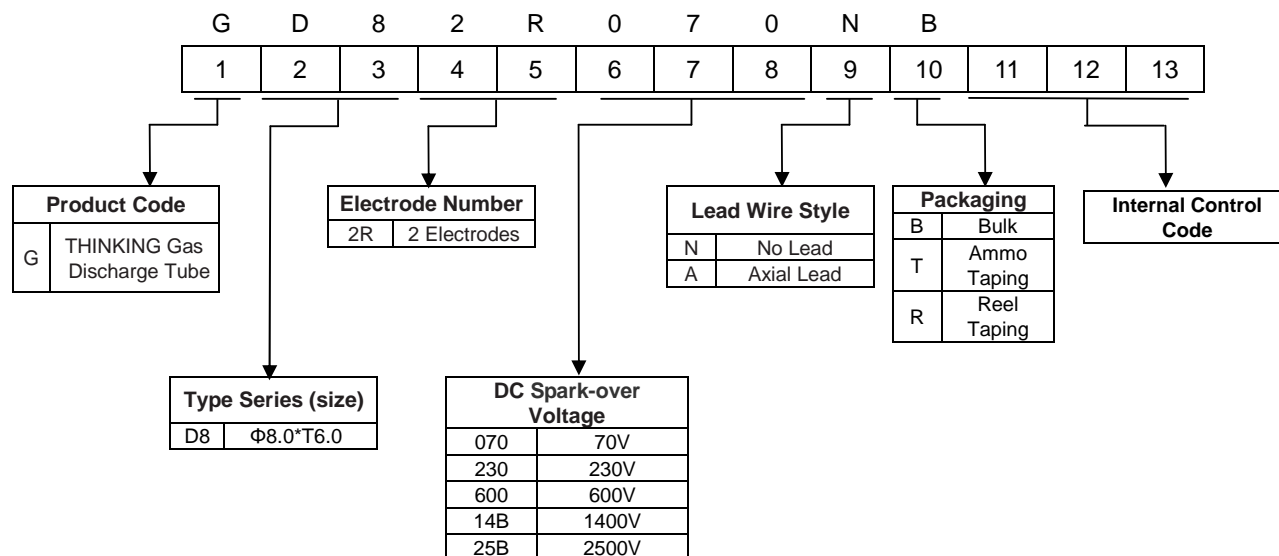 G D 8 2 R 0 7 0 N B
1 2 3 4 5 6 7 8 9 10 11 12 13
Product Code
G THINKING Gas
Discharge Tube
Electrode Number
2R 2 Electrodes
Lead Wire Style
N No Lead
A Axial Lead
Packaging
B Bulk
T Ammo
Taping
R Reel
Taping
Internal Control
Code
Type Series (size)
D8 Φ8.0*T6.0
DC Spark-over
Voltage
070 70V
230 230V
600 600V
14B 1400V
25B 2500V